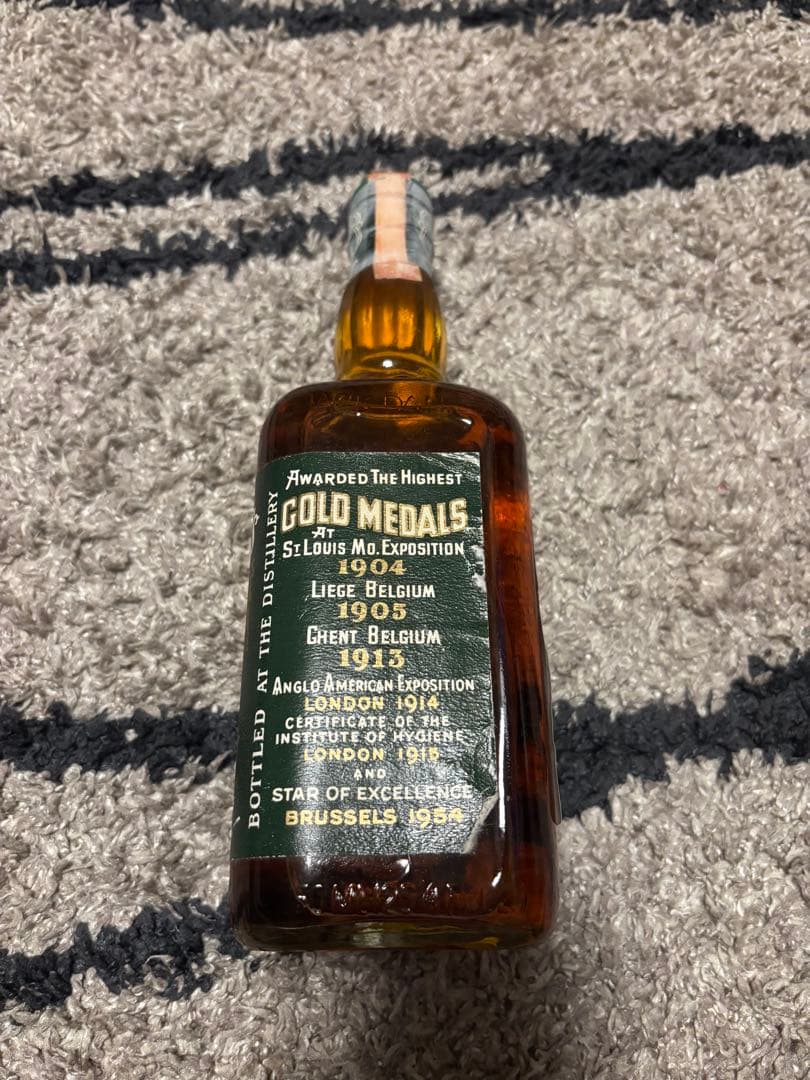 AWARDED THE HIGHEST
GOLD MEDALS
AT
ST LOUIS MO. EXPOSITION
1904
LIEGE BELGIUM
1905
GHENT BELGIUM
1913
ANGLO AMERICAN EXPOSITION
LONDON 1914
CERTIFICATE OF THE
INSTITUTE OF HYGIENE
LONDON 1915
AND
STAR OF EXCELLENCE
BRUSSELS 1954
BOTTLED AT THE DISTILLERY